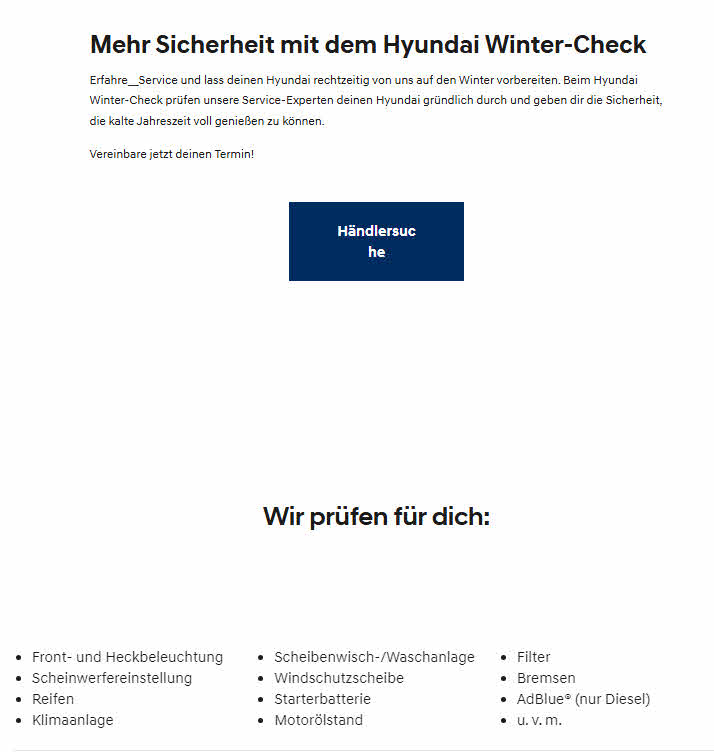 Mehr Sicherheit mit dem Hyundai Winter-Check
Erfahre__Service und lass deinen Hyundai rechtzeitig von uns auf den Winter vorbereiten. Beim Hyundai
Winter-Check prüfen unsere Service-Experten deinen Hyundai gründlich durch und geben dir die Sicherheit,
die kalte Jahreszeit voll genießen zu können.
Vereinbare jetzt deinen Termin!
Händlersuc
he
Wir prüfen für dich:
• Front- und Heckbeleuchtung
• Scheinwerfereinstellung
• Reifen
• Klimaanlage
• Scheibenwisch-/Waschanlage
• Windschutzscheibe
• Starterbatterie
• Motorölstand
• Filter
• Bremsen
• AdBlue® (nur Diesel)
• u. v. m.